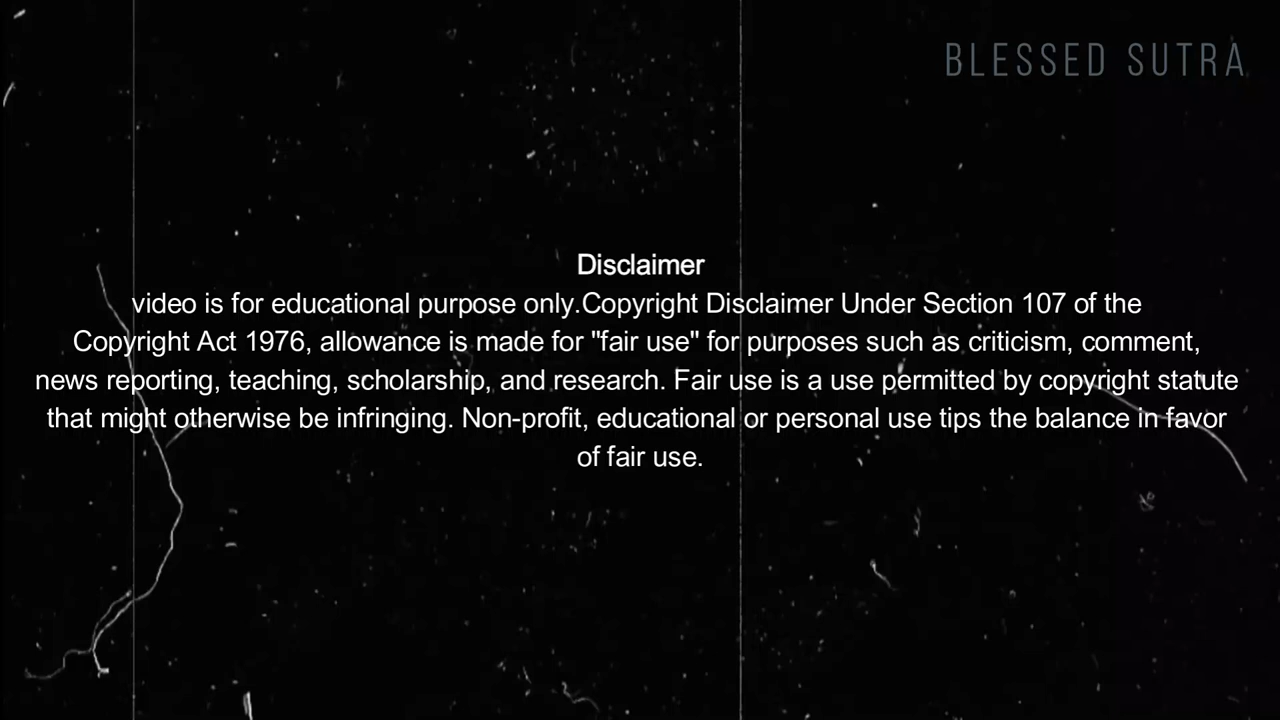 BLESSED SUTRA
Disclaimer
video is for educational purpose only.Copyright Disclaimer Under Section 107 of the
Copyright Act 1976, allowance is made for "fair use" for purposes such as criticism, comment,
news reporting, teaching, scholarship, and research. Fair use is a use permitted by copyright statute
that might otherwise be infringing. Non-profit, educational or personal use tips the balance in favor
of fair use.